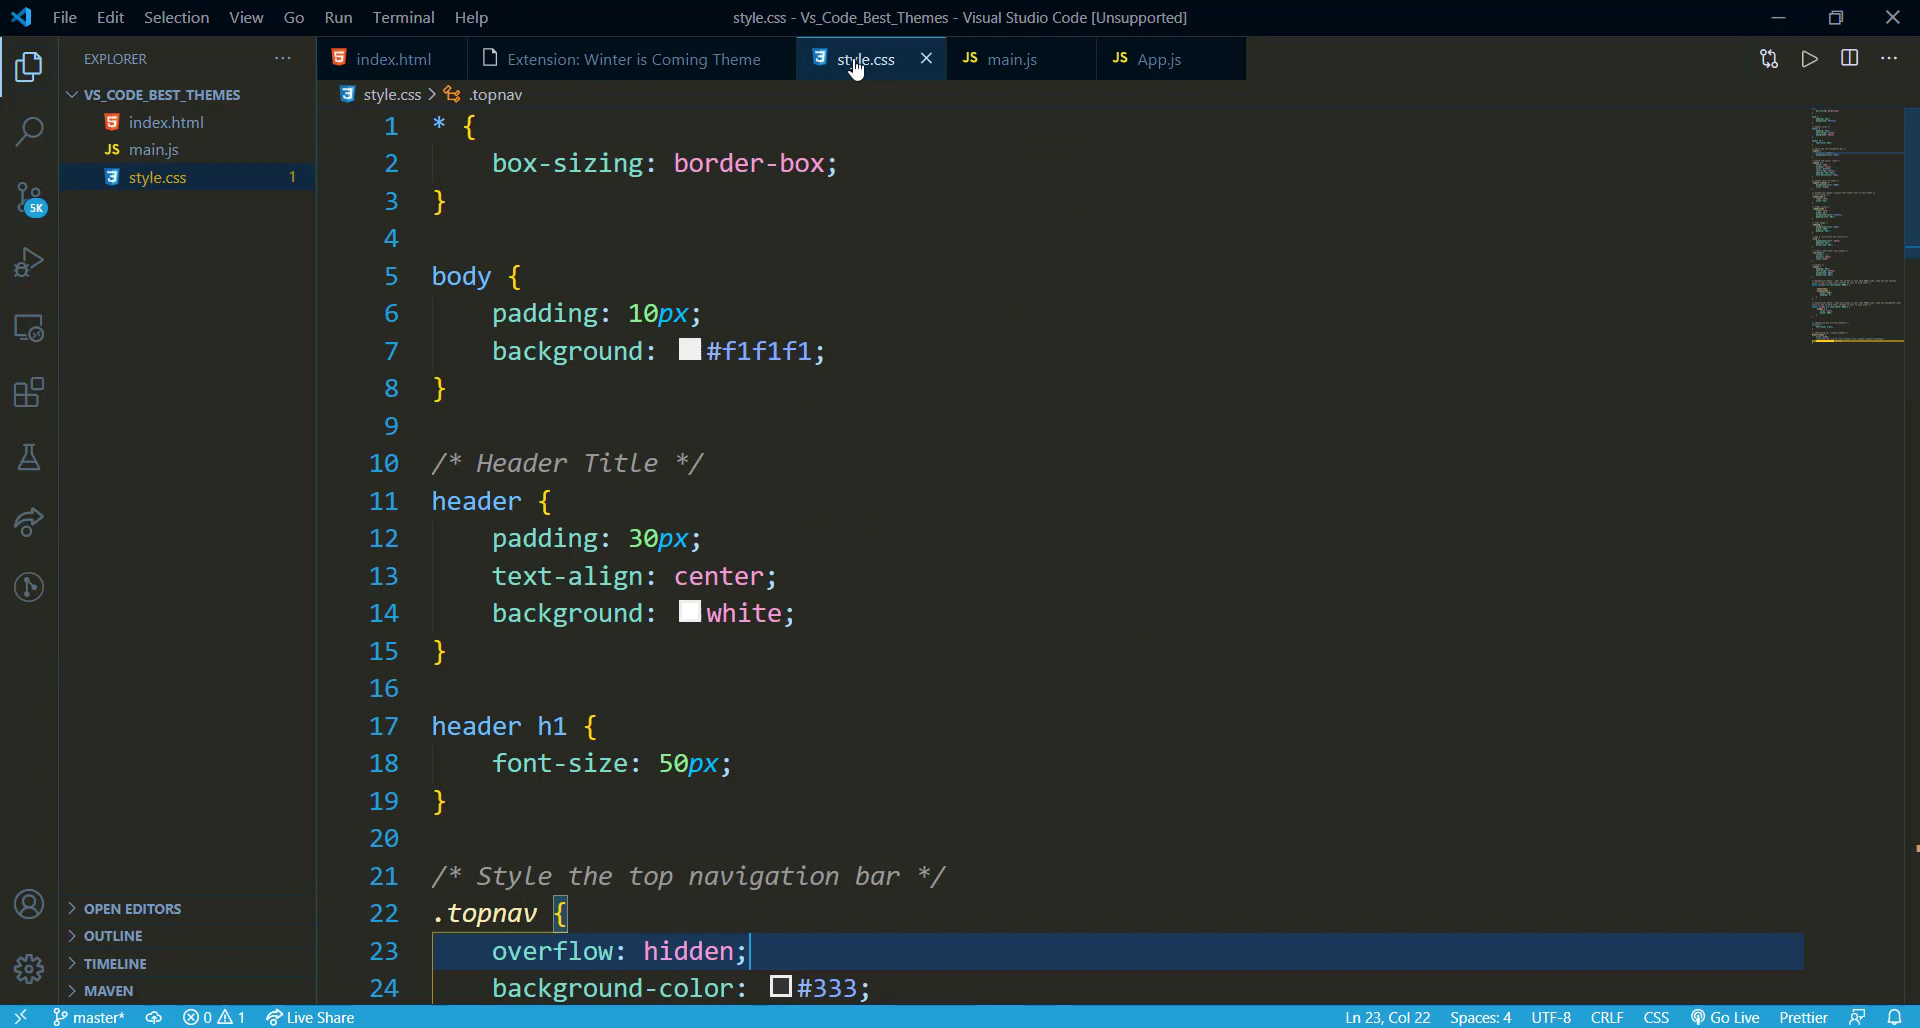 File Edit Selection View Go Run Terminal Help
style.css - Vs_Code_Best_Themes - Visual Studio Code [Unsupported]
EXPLORER
index.html
Extension: Winter is Coming Theme
style.css
JS main.js
JS App.js
VS_CODE_BEST_THEMES
index.html
JS main.js
style.css 1
5K
style.css > .topnav
1 * {
2 box-sizing: border-box;
3 }
4
5 body {
6 padding: 10px;
7 background: #f1f1f1;
8 }
9
10 /* Header Title */
11 header {
12 padding: 30px;
13 text-align: center;
14 background: white;
15 }
16
17 header h1 {
18 font-size: 50px;
19 }
20
21 /* Style the top navigation bar */
22 .topnav {
23 overflow: hidden;
24 background-color: #333;
OPEN EDITORS
OUTLINE
TIMELINE
MAVEN
master* 0 1 Live Share
Ln 23, Col 22 Spaces: 4 UTF-8 CRLF CSS Go Live Prettier